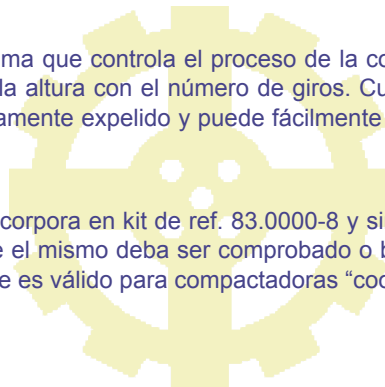 ma que controla el proceso de la co
la altura con el número de giros. Cu
amente expelido y puede fácilmente
corpora en kit de ref. 83.0000-8 y si
e el mismo deba ser comprobado o b
e es válido para compactadoras “coc